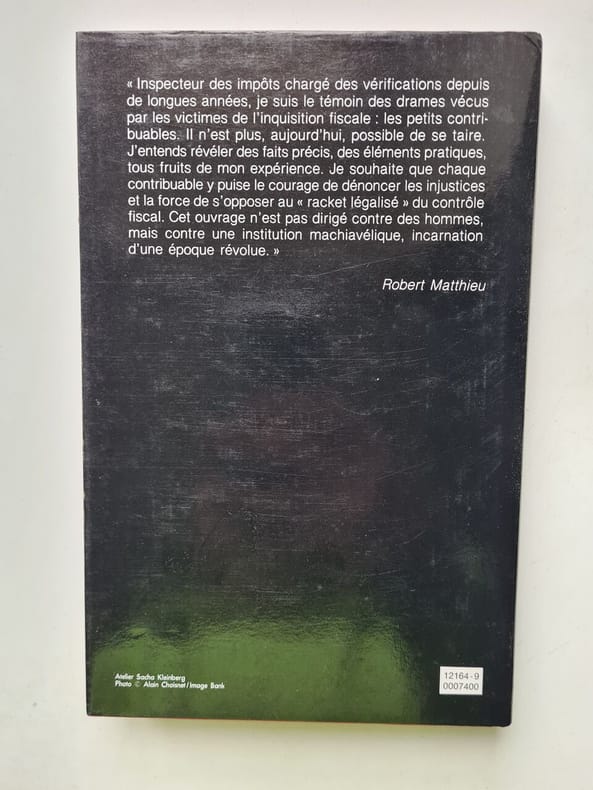 « Inspecteur des impôts chargé des vérifications depuis
de longues années, je suis le témoin des drames vécus
par les victimes de l'inquisition fiscale : les petits contri-
buables. Il n'est plus, aujourd'hui, possible de se taire.
J'entends révéler des faits précis, des éléments pratiques,
tous fruits de mon expérience. Je souhaite que chaque
contribuable y puise le courage de dénoncer les injustices
et la force de s'opposer au « racket légalisé » du contrôle
fiscal. Cet ouvrage n'est pas dirigé contre des hommes,
mais contre une institution machiavélique, incarnation
d'une époque révolue. »
Robert Matthieu
Atelier Sacha Kleinberg
Photo © Alain Choisnet / Image Bank
12164-9
0007400